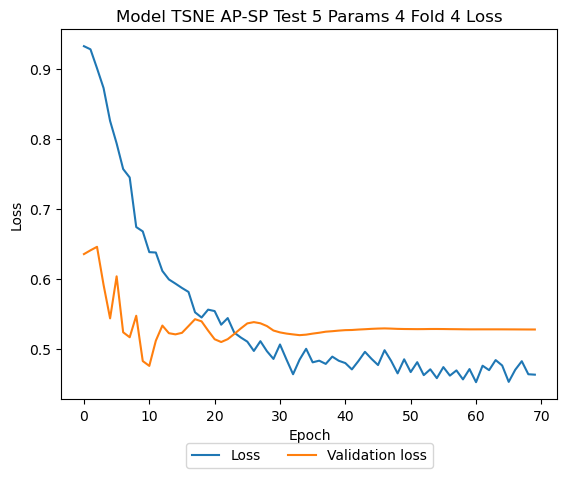 Model TSNE AP-SP Test 5 Params 4 Fold 4 Loss
Loss
0.9
0.8
0.7
0.6
0.5
0 10 20 30 40 50 60 70
Epoch
Loss Validation loss